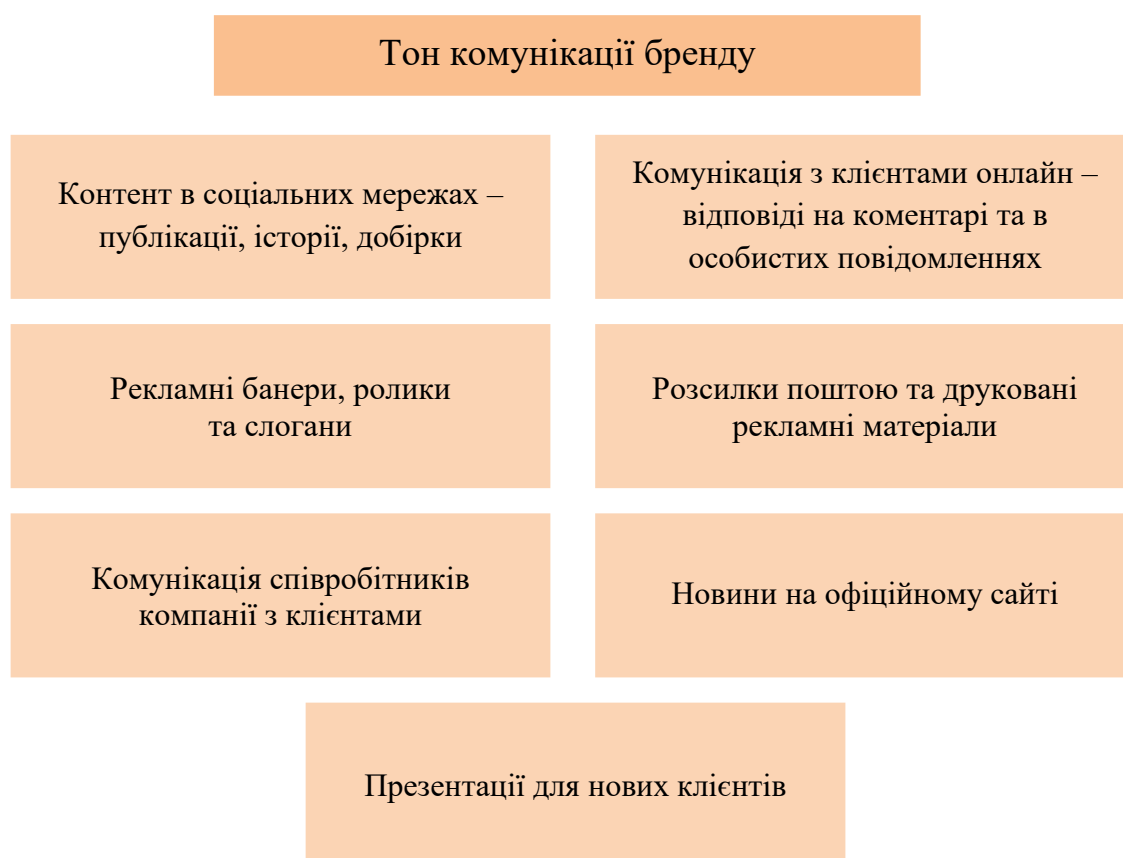 Тон комунікації бренду
Контент в соціальних мережах –
публікації, історії, добірки
Комунікація з клієнтами онлайн –
відповіді на коментарі та в
особистих повідомленнях
Рекламні банери, ролики
та слогани
Розсилки поштою та друковані
рекламні матеріали
Комунікація співробітників
компанії з клієнтами
Новини на офіційному сайті
Презентації для нових клієнтів